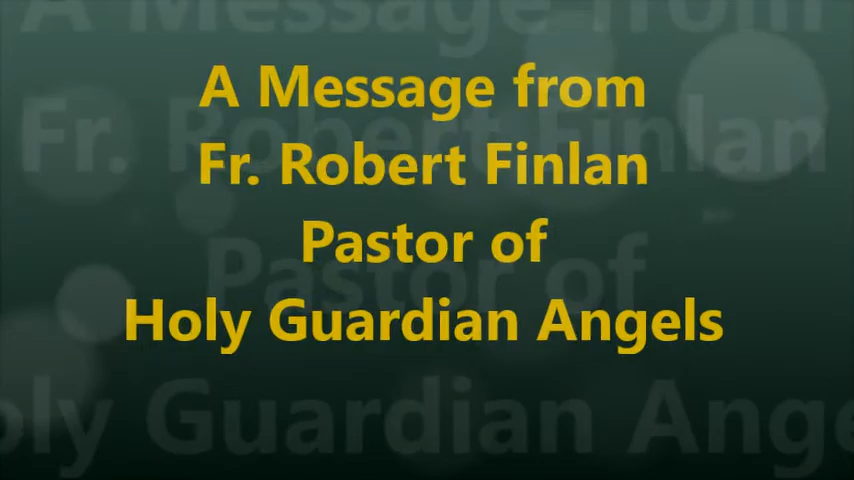 A Message from
Fr. Robert Finlan
Pastor of
Holy Guardian Angels